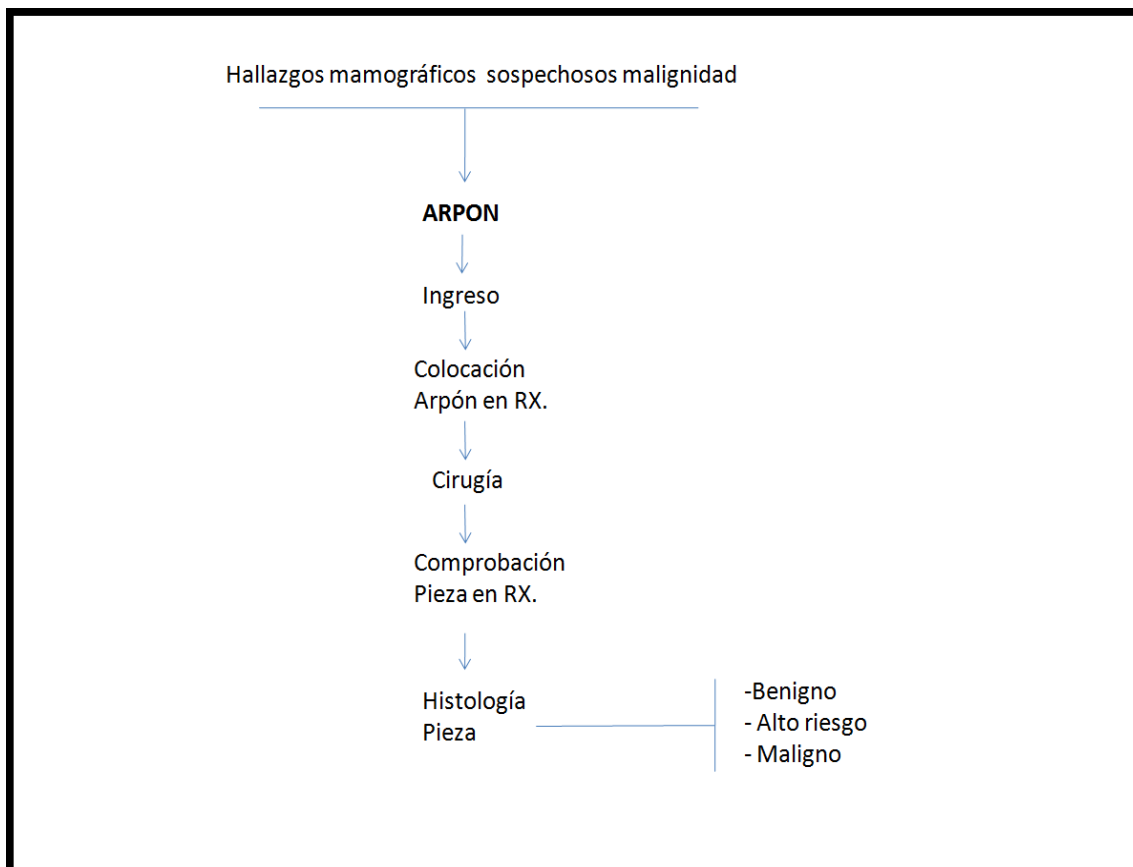 Hallazgos mamográficos sospechosos malignidad
ARPON
Ingreso
Colocación
Arpón en RX.
Cirugía
Comprobación
Pieza en RX.
Histología
Pieza
-Benigno
- Alto riesgo
- Maligno